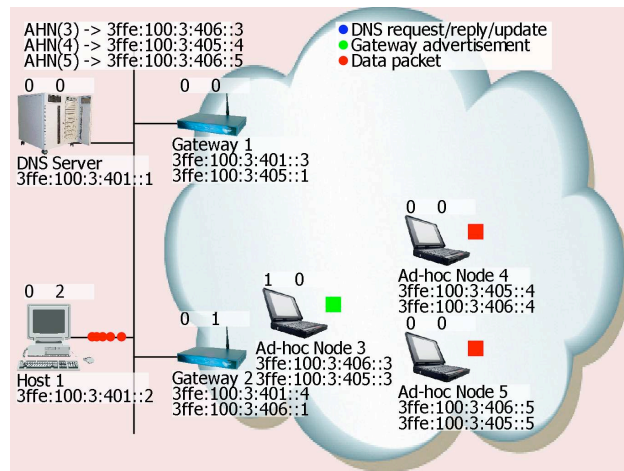 AHN(3) -> 3ffe:100:3:406::3
AHN(4) -> 3ffe:100:3:405::4
AHN(5) -> 3ffe:100:3:406::5
DNS request/reply/update
Gateway advertisement
Data packet
0 0
DNS Server
3ffe:100:3:401::1
0 0
Gateway 1
3ffe:100:3:401::3
3ffe:100:3:405::1
0 0
Ad-hoc Node 4
3ffe:100:3:405::4
3ffe:100:3:406::4
0 2
Host 1
3ffe:100:3:401::2
0 1
Gateway 2
3ffe:100:3:401::4
3ffe:100:3:406::1
1 0
Ad-hoc Node 3
3ffe:100:3:406::3
3ffe:100:3:405::3
0 0
Ad-hoc Node 5
3ffe:100:3:406::5
3ffe:100:3:405::5